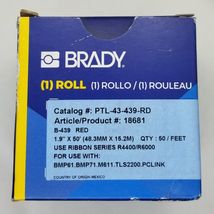 BRADY
(1) ROLL (1) ROLLO / (1) ROULEAU
Catalog #: PTL-43-439-RD
Article/Product #: 18681
B-439 RED
1.9" X 50' (48.3MM X 15.2M) QTY : 50 / FEET
USE RIBBON SERIES R4400/R6000
FOR USE WITH:
BMP61.BMP71.M611.TLS2200.PCLINK
COUNTRY OF ORIGIN MEXICO